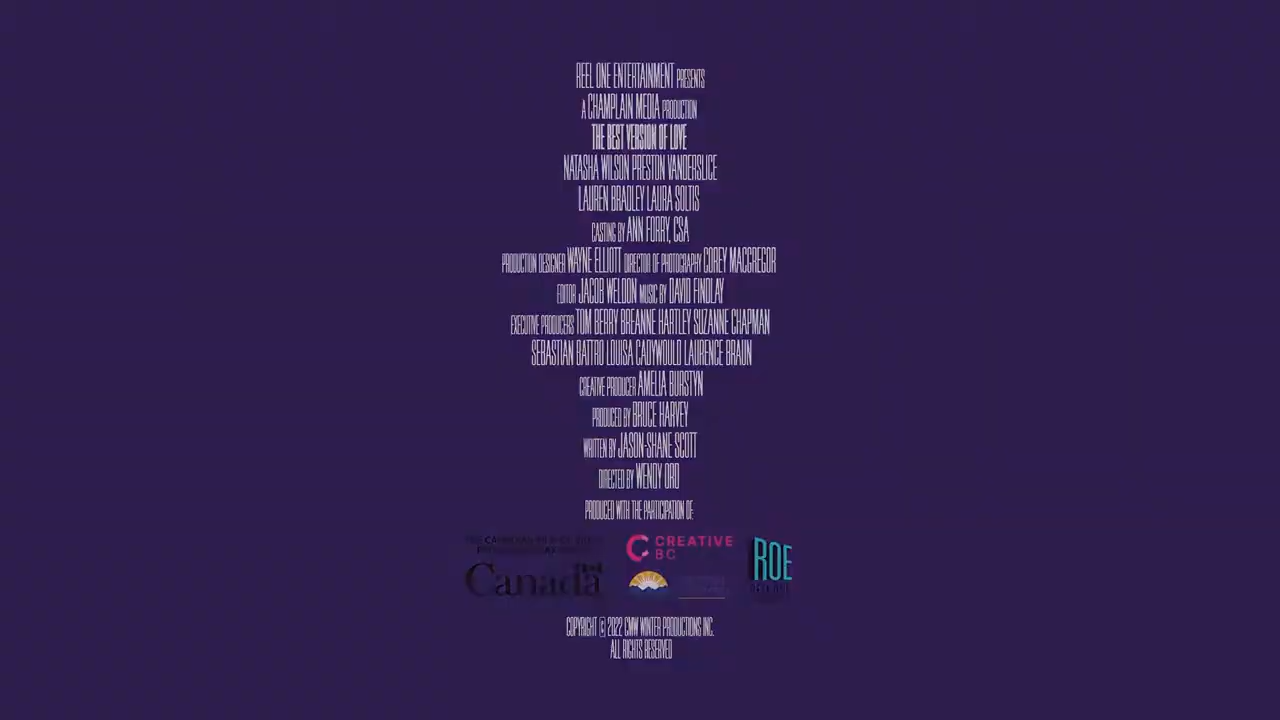 REEL ONE ENTERTAINMENT PRESENTS
A CHAMPLAIN MEDIA PRODUCTION
THE BEST VERSION OF LOVE
NATASHA WILSON PRESTON VANDERSLICE
LAUREN BRADLEY LAURA SOLTIS
CASTING BY ANN FORRY, CSA
PRODUCTION DESIGNER WAYNE ELLIOTT DIRECTOR OF PHOTOGRAPHY COREY MACGREGOR
EDITOR JACOB WELDON MUSIC BY DAVID FINDLAY
EXECUTIVE PRODUCERS TOM BERRY BREANNE HARTLEY SUZANNE CHAPMAN
SEBASTIAN BATTRO LOUISA CADYWOULD LAURENCE BRAUN
CREATIVE PRODUCER AMELIA BURSTYN
PRODUCED BY BRUCE HARVEY
WRITTEN BY JASON-SHANE SCOTT
DIRECTED BY WENDY ORD
PRODUCED WITH THE PARTICIPATION OF:
Canada
CREATIVE BC
ROE
COPYRIGHT © 2022 CMW WINTER PRODUCTIONS INC.
ALL RIGHTS RESERVED